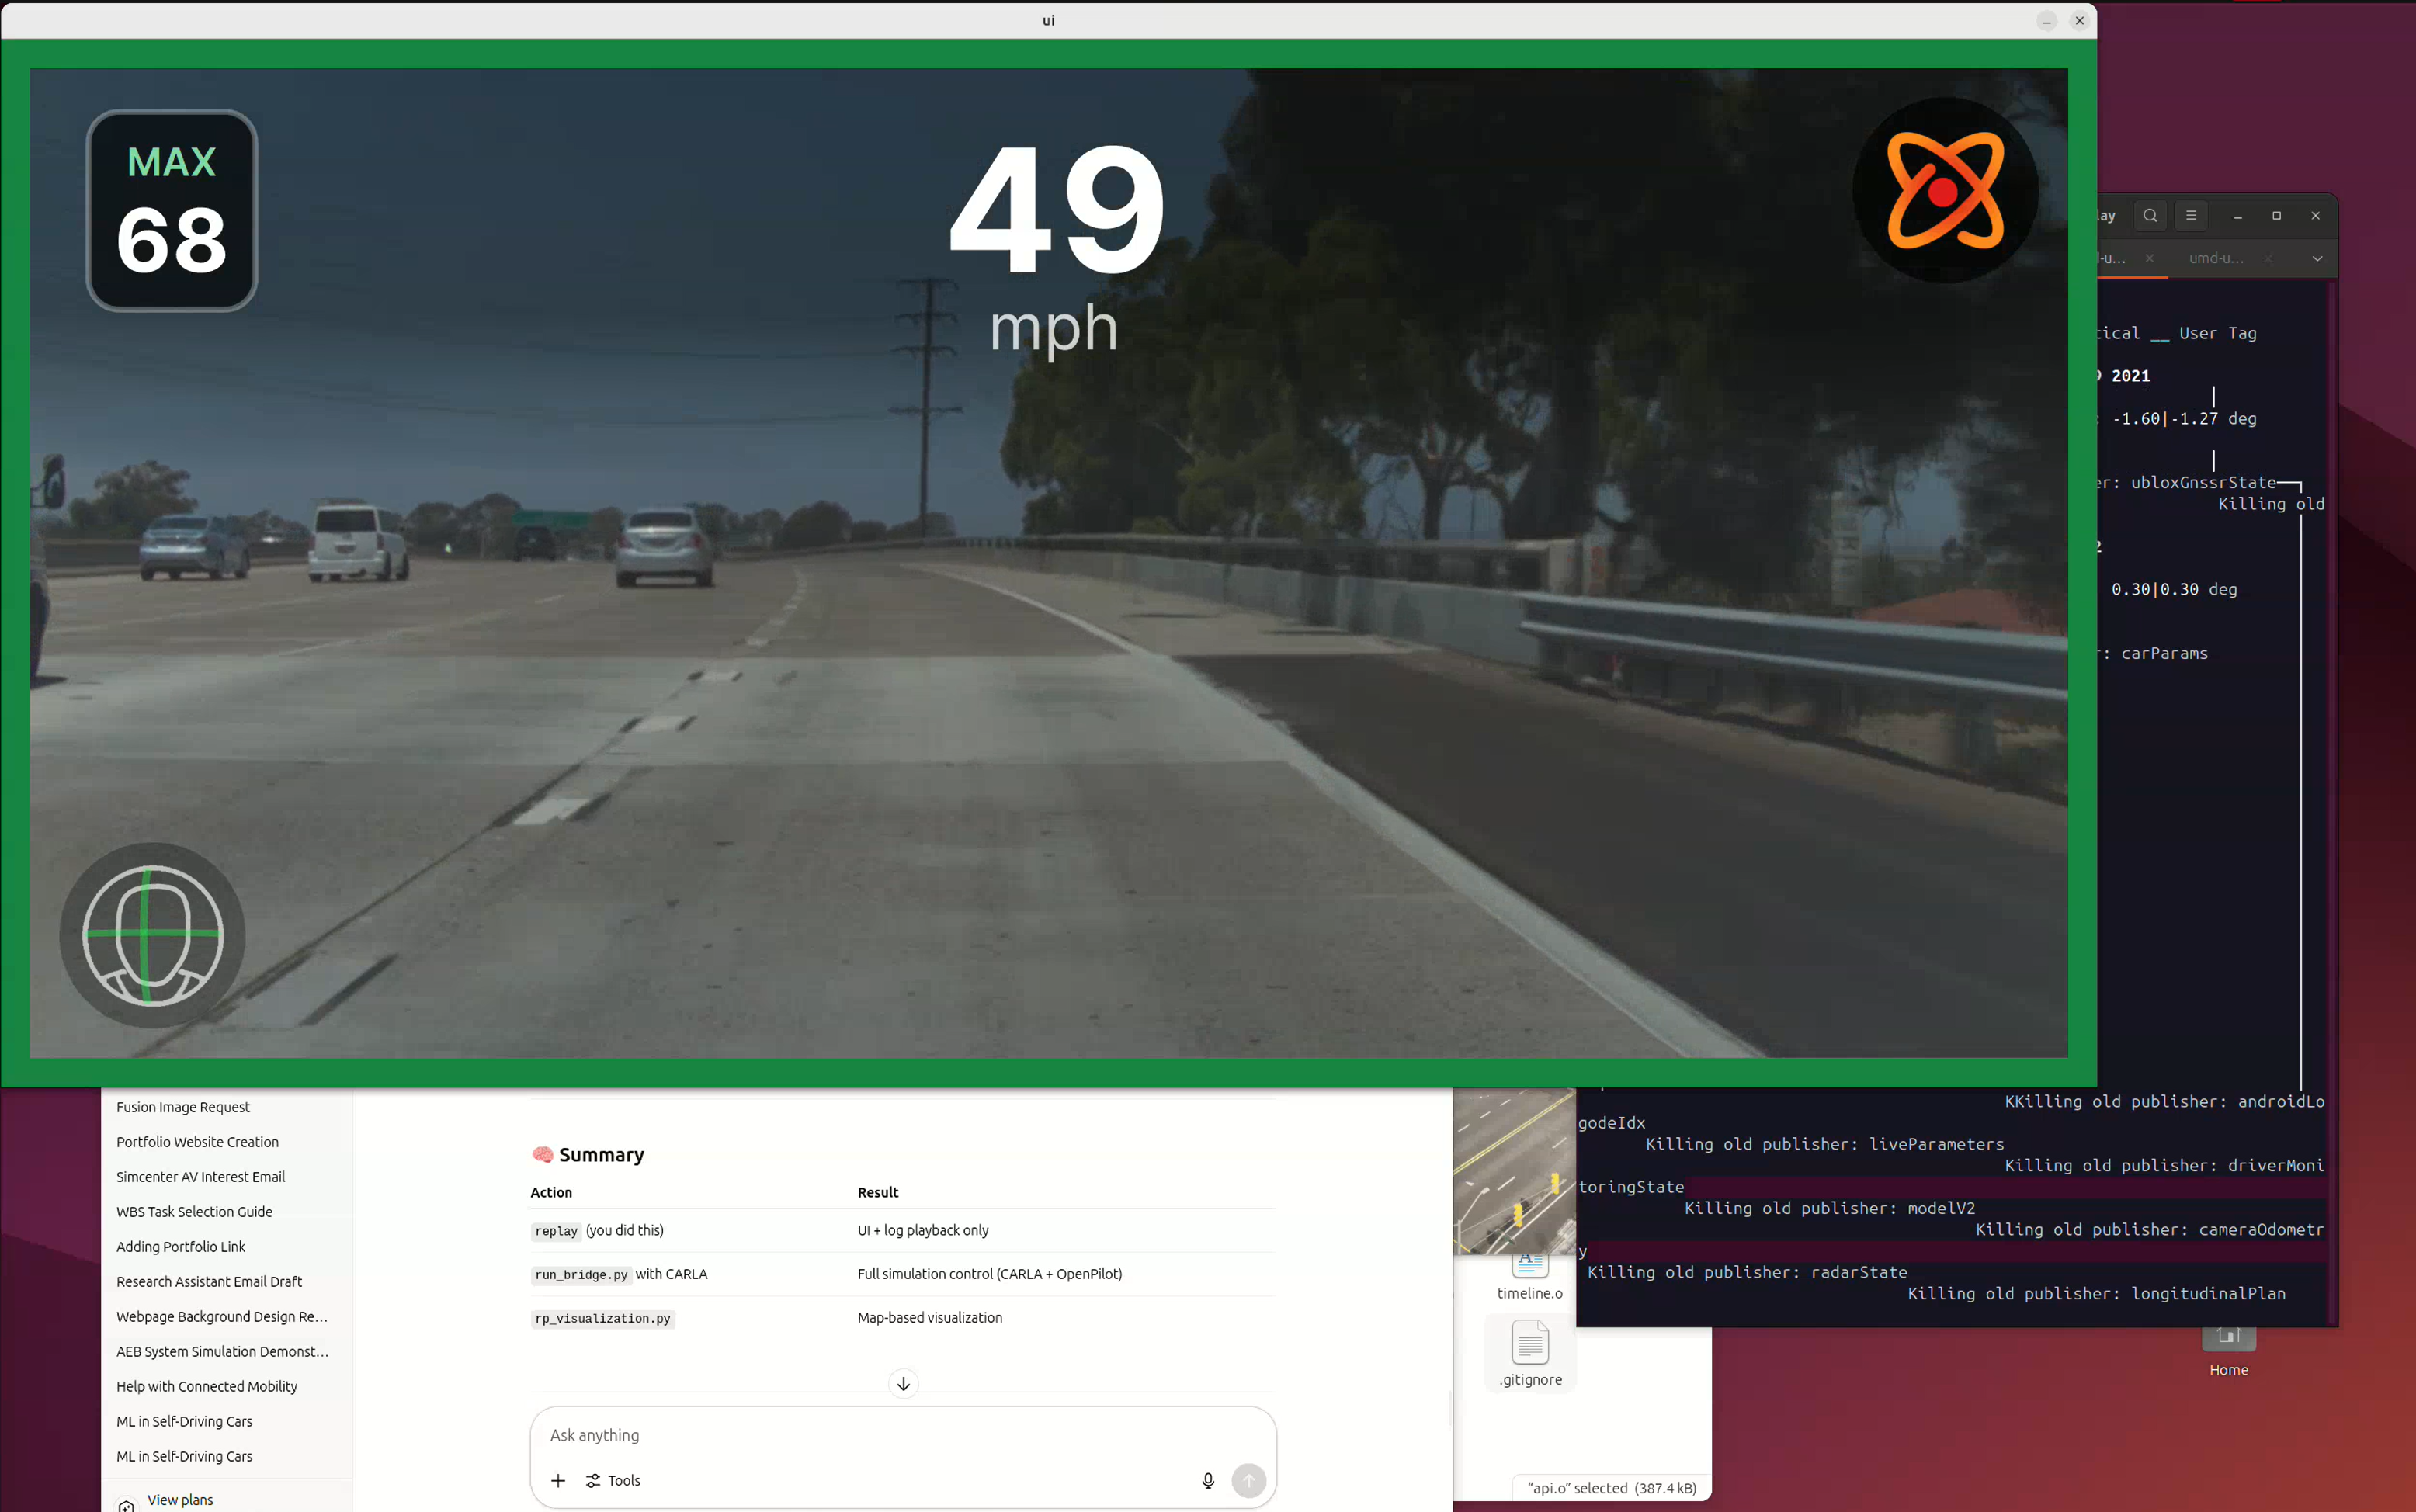 ui
MAX
68
49
mph
lay
-u...
umd-u...
tical __ User Tag
9 2021
: -1.60|-1.27 deg
er: ubloxGnssrState
Killing old
2
0.30|0.30 deg
r: carParams
KKilling old publisher: androidLo
godeIdx
Killing old publisher: liveParameters
Killing old publisher: driverMoni
toringState
Killing old publisher: modelV2
Killing old publisher: cameraOdometr
y
Killing old publisher: radarState
Killing old publisher: longitudinalPlan
Fusion Image Request
Portfolio Website Creation
Simcenter AV Interest Email
WBS Task Selection Guide
Adding Portfolio Link
Research Assistant Email Draft
Webpage Background Design Re...
AEB System Simulation Demonst...
Help with Connected Mobility
ML in Self-Driving Cars
ML in Self-Driving Cars
View plans
🧠 Summary
Action Result
replay (you did this) UI + log playback only
run_bridge.py with CARLA Full simulation control (CARLA + OpenPilot)
rp_visualization.py Map-based visualization
Ask anything
Tools
timeline.o
.gitignore
"api.o" selected (387.4 kB)
Home